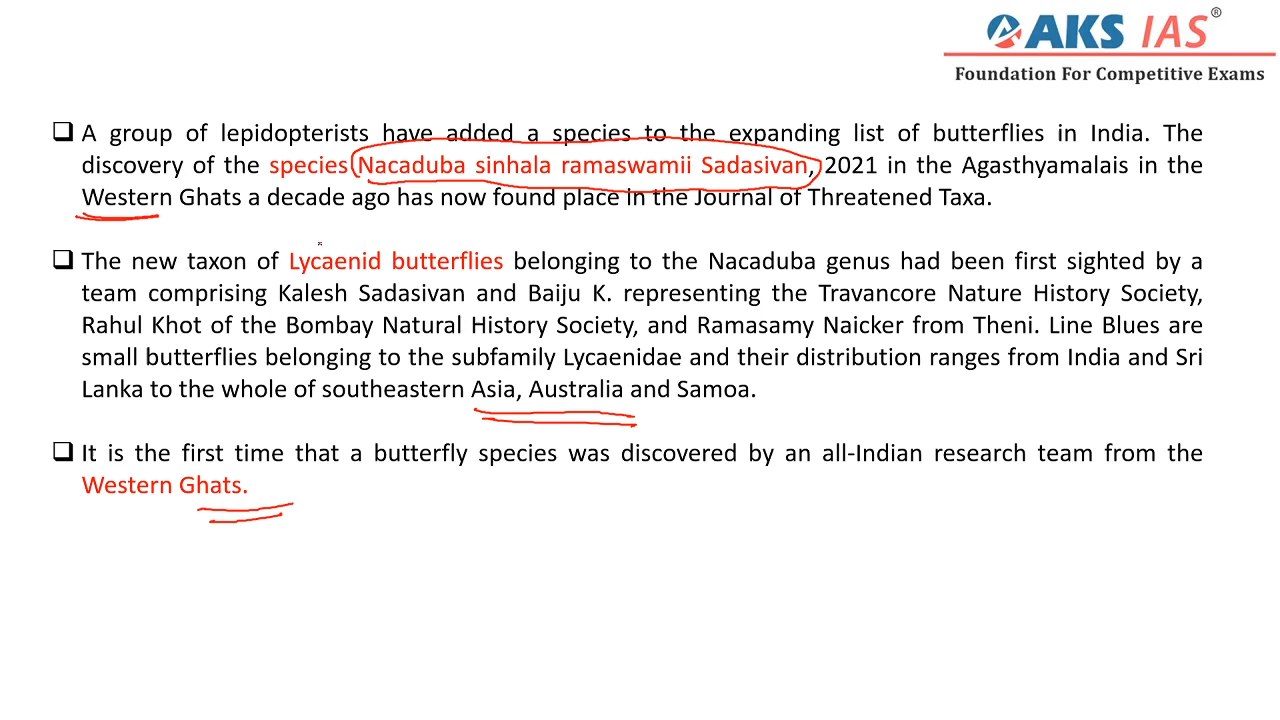 AKS IAS®
Foundation For Competitive Exams
❑ A group of lepidopterists have added a species to the expanding list of butterflies in India. The
discovery of the species Nacaduba sinhala ramaswamii Sadasivan, 2021 in the Agasthyamalais in the
Western Ghats a decade ago has now found place in the Journal of Threatened Taxa.
❑ The new taxon of Lycaenid butterflies belonging to the Nacaduba genus had been first sighted by a
team comprising Kalesh Sadasivan and Baiju K. representing the Travancore Nature History Society,
Rahul Khot of the Bombay Natural History Society, and Ramasamy Naicker from Theni. Line Blues are
small butterflies belonging to the subfamily Lycaenidae and their distribution ranges from India and Sri
Lanka to the whole of southeastern Asia, Australia and Samoa.
❑ It is the first time that a butterfly species was discovered by an all-Indian research team from the
Western Ghats.